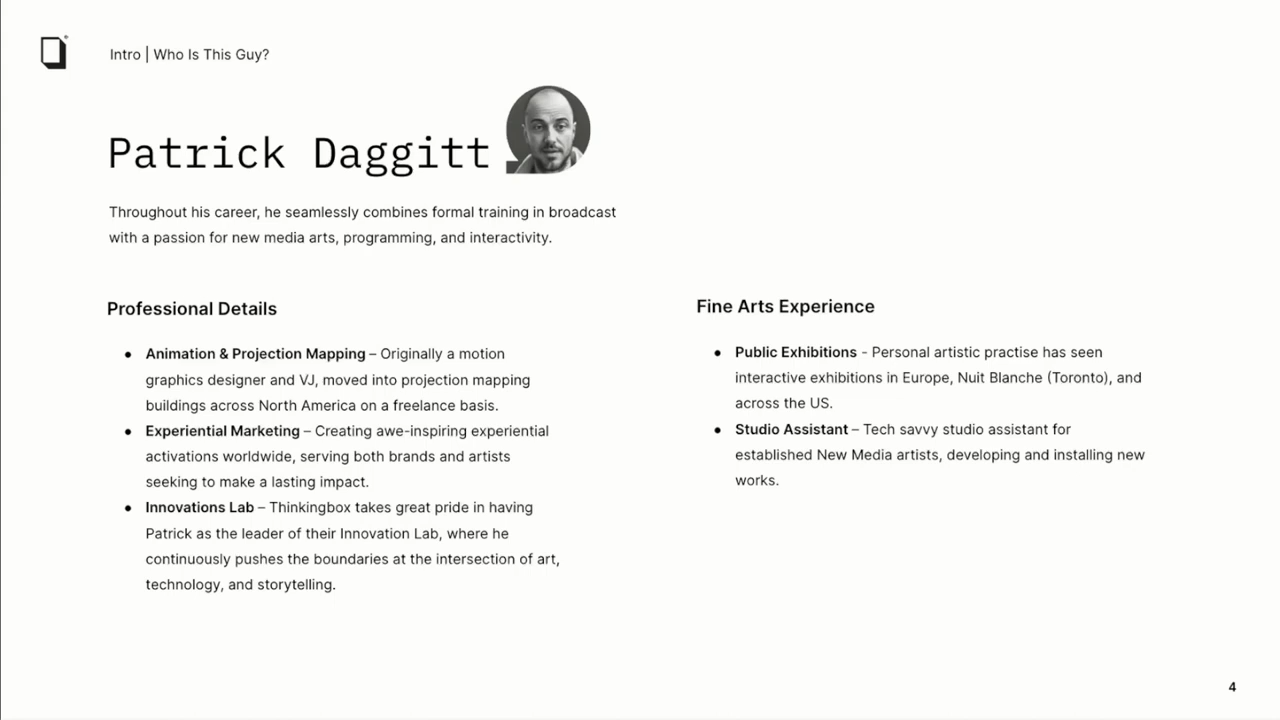 Intro | Who Is This Guy?
Patrick Daggitt
Throughout his career, he seamlessly combines formal training in broadcast
with a passion for new media arts, programming, and interactivity.
Professional Details
● Animation & Projection Mapping – Originally a motion
graphics designer and VJ, moved into projection mapping
buildings across North America on a freelance basis.
● Experiential Marketing – Creating awe-inspiring experiential
activations worldwide, serving both brands and artists
seeking to make a lasting impact.
● Innovations Lab – Thinkingbox takes great pride in having
Patrick as the leader of their Innovation Lab, where he
continuously pushes the boundaries at the intersection of art,
technology, and storytelling.
Fine Arts Experience
● Public Exhibitions - Personal artistic practise has seen
interactive exhibitions in Europe, Nuit Blanche (Toronto), and
across the US.
● Studio Assistant – Tech savvy studio assistant for
established New Media artists, developing and installing new
works.
4